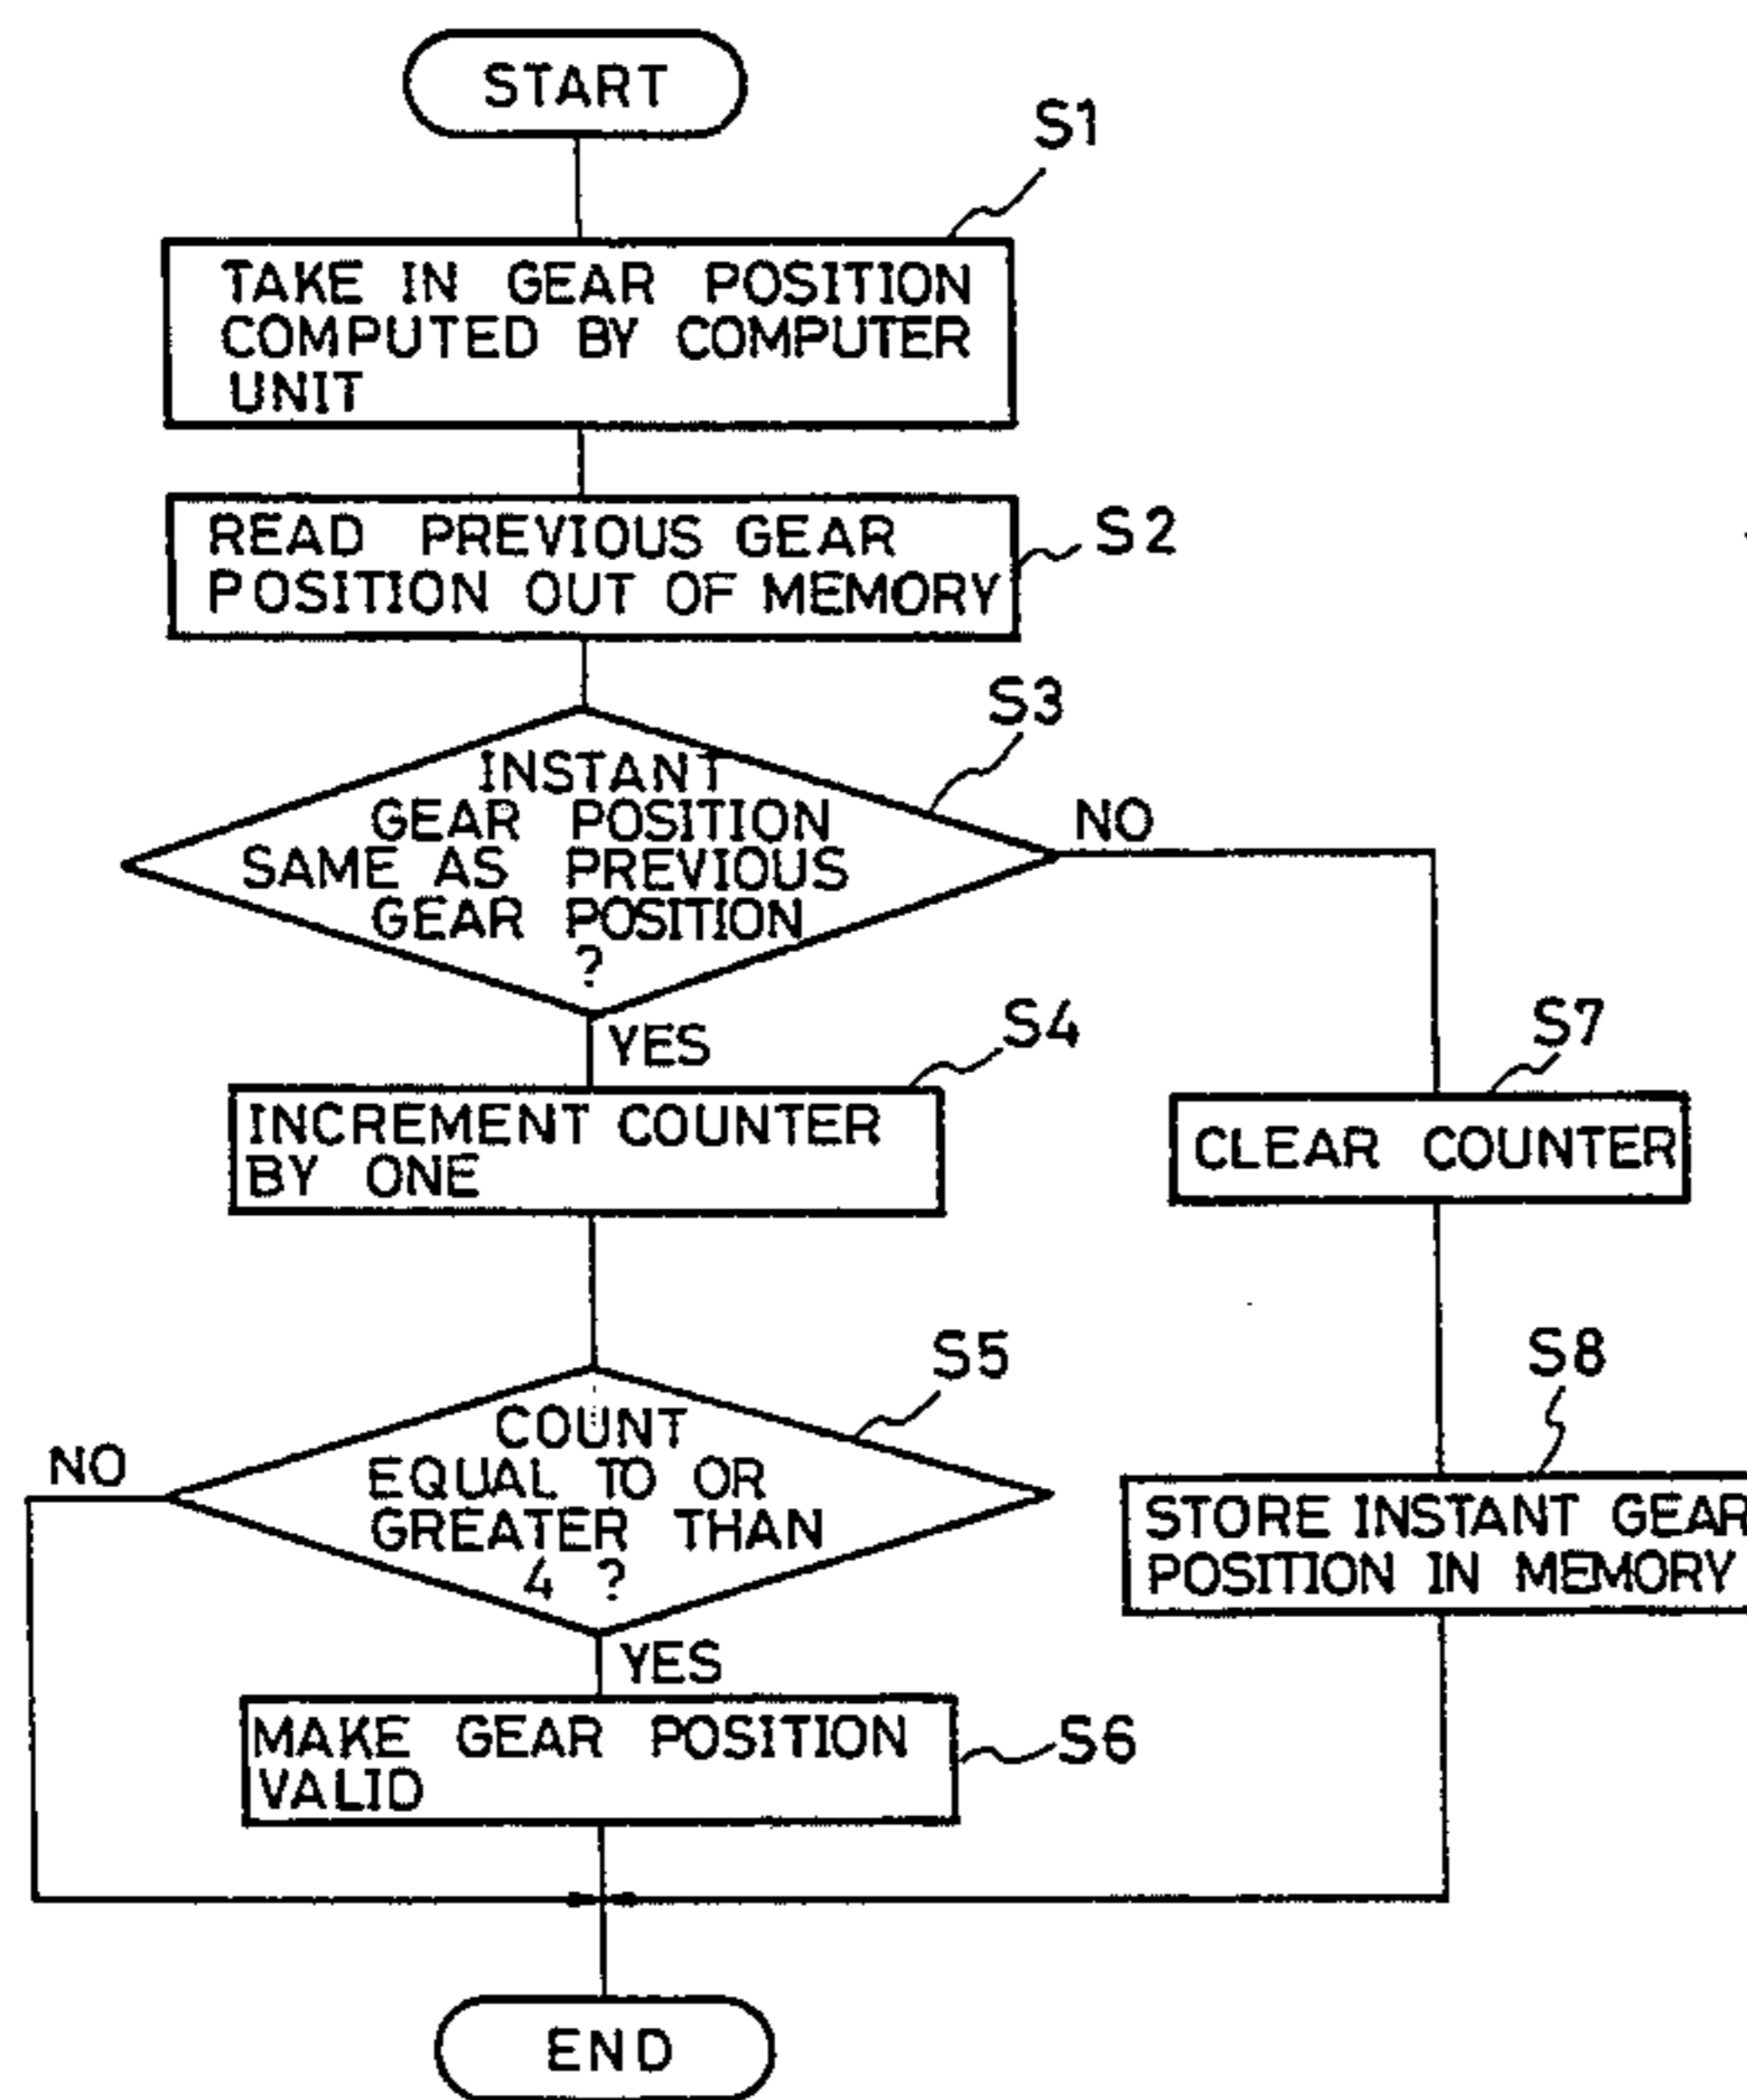 START
S1
TAKE IN GEAR POSITION
COMPUTED BY COMPUTER
UNIT
S2
READ PREVIOUS GEAR
POSITION OUT OF MEMORY
S3
INSTANT
GEAR POSITION
SAME AS PREVIOUS
GEAR POSITION
?
NO
YES
S4
INCREMENT COUNTER
BY ONE
S7
CLEAR COUNTER
S5
COUNT
EQUAL TO OR
GREATER THAN
4 ?
NO
YES
S8
STORE INSTANT GEAR
POSITION IN MEMORY
MAKE GEAR POSITION
VALID
S6
END